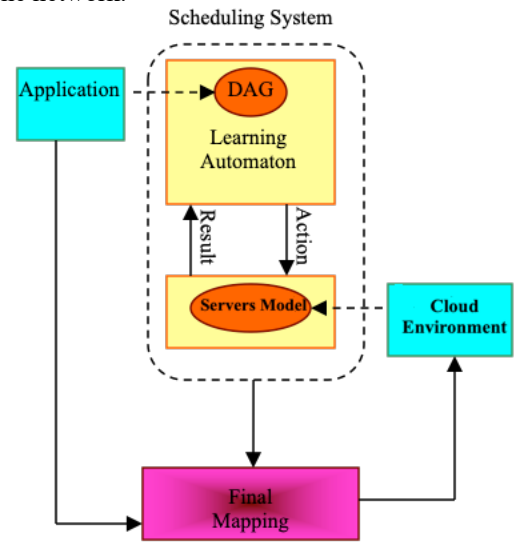 Scheduling System
Application
DAG
Learning
Automaton
Result
Action
Servers Model
Cloud
Environment
Final
Mapping